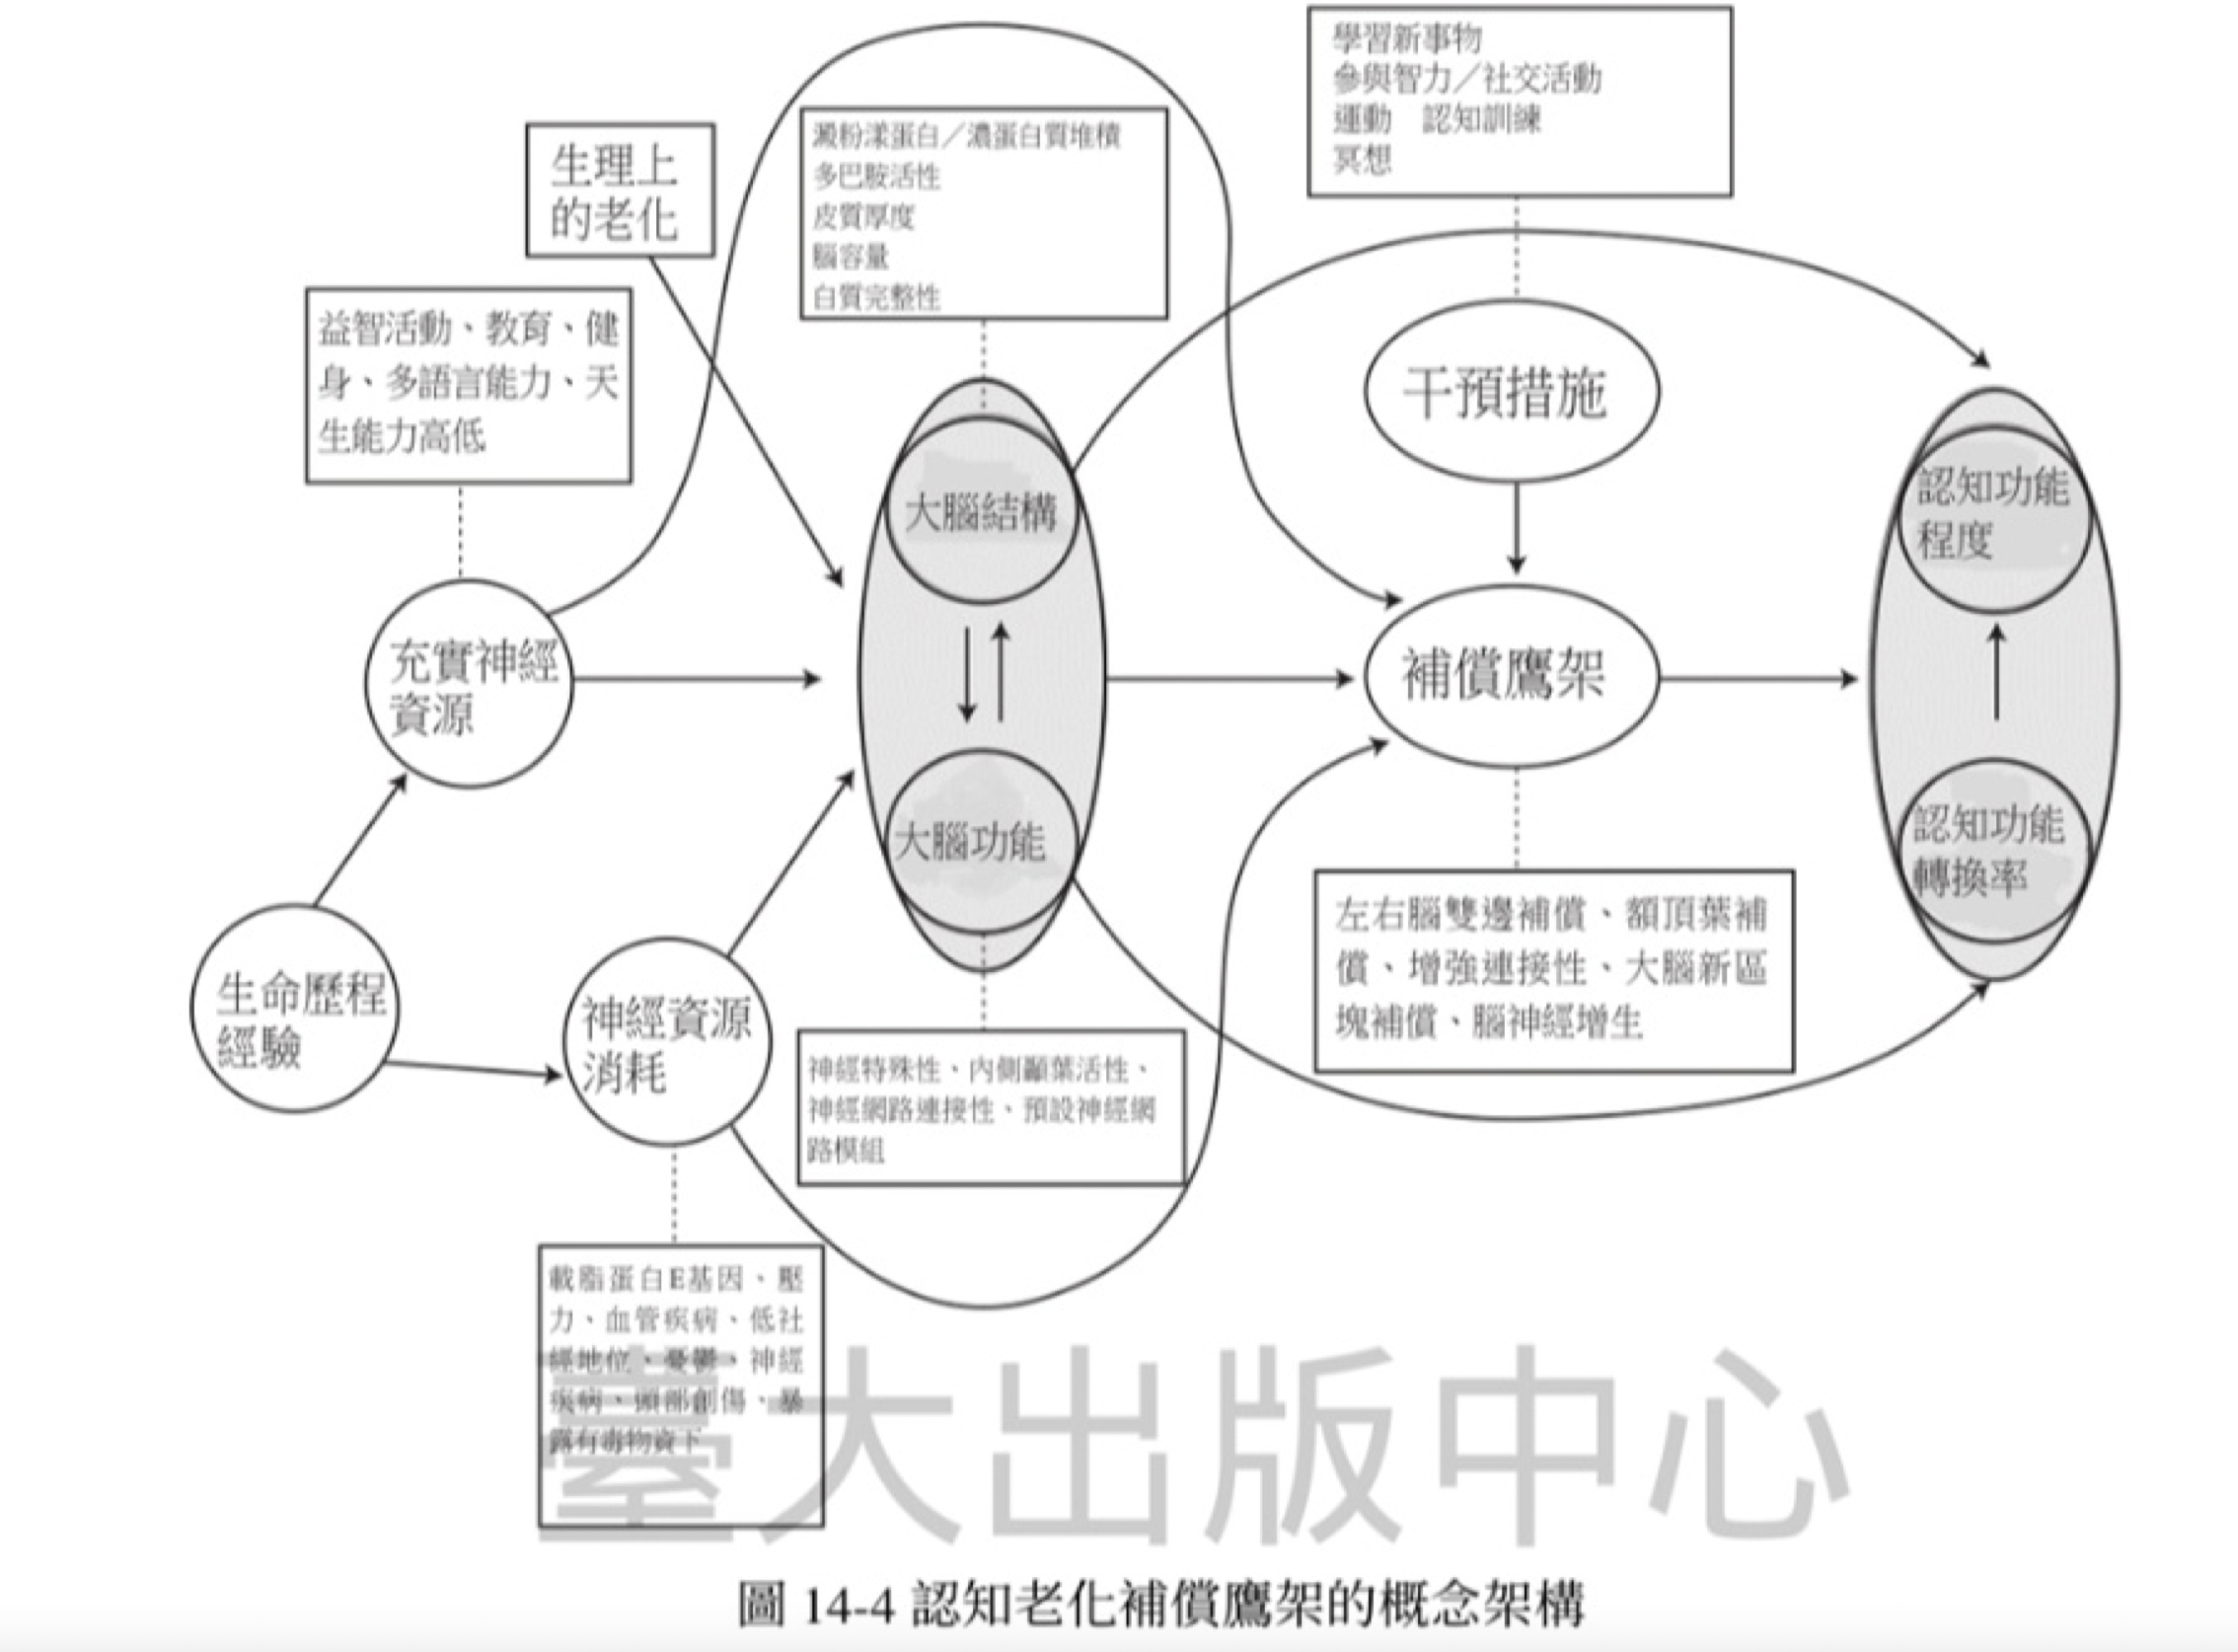 學習新事物
參與智力／社交活動
運動　認知訓練
冥想
澱粉漾蛋白／濃蛋白質堆積
多巴胺活性
皮質厚度
腦容量
白質完整性
生理上
的老化
益智活動、教育、健
身、多語言能力、天
生能力高低
干預措施
大腦結構
認知功能
程度
充實神經
資源
補償鷹架
大腦功能
認知功能
轉換率
左右腦雙邊補償、額頂葉補
償、增強連接性、大腦新區
塊補償、腦神經增生
生命歷程
經驗
神經資源
消耗
神經特殊性、內側顳葉活性、
神經網路連接性、預設神經網
路模組
載脂蛋白E基因、壓
力、血管疾病、低社
經地位、憂鬱、神經
疾病、頭部創傷、暴
露有毒物資下
臺大出版中心
圖 14-4 認知老化補償鷹架的概念架構